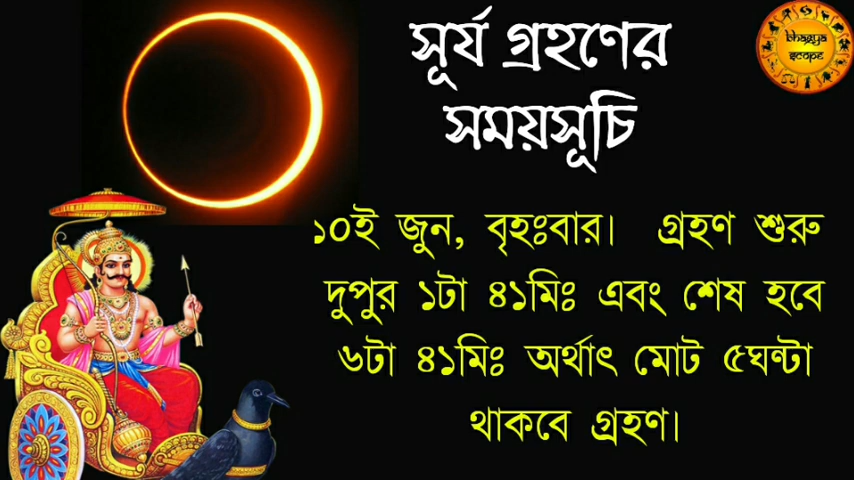 সূর্য গ্রহণের
সময়সূচি
bhagya
scope
১০ই জুন, বৃহঃবার। গ্রহণ শুরু
দুপুর ১টা ৪১মিঃ এবং শেষ হবে
৬টা ৪১মিঃ অর্থাৎ মোট ৫ঘন্টা
থাকবে গ্রহণ।